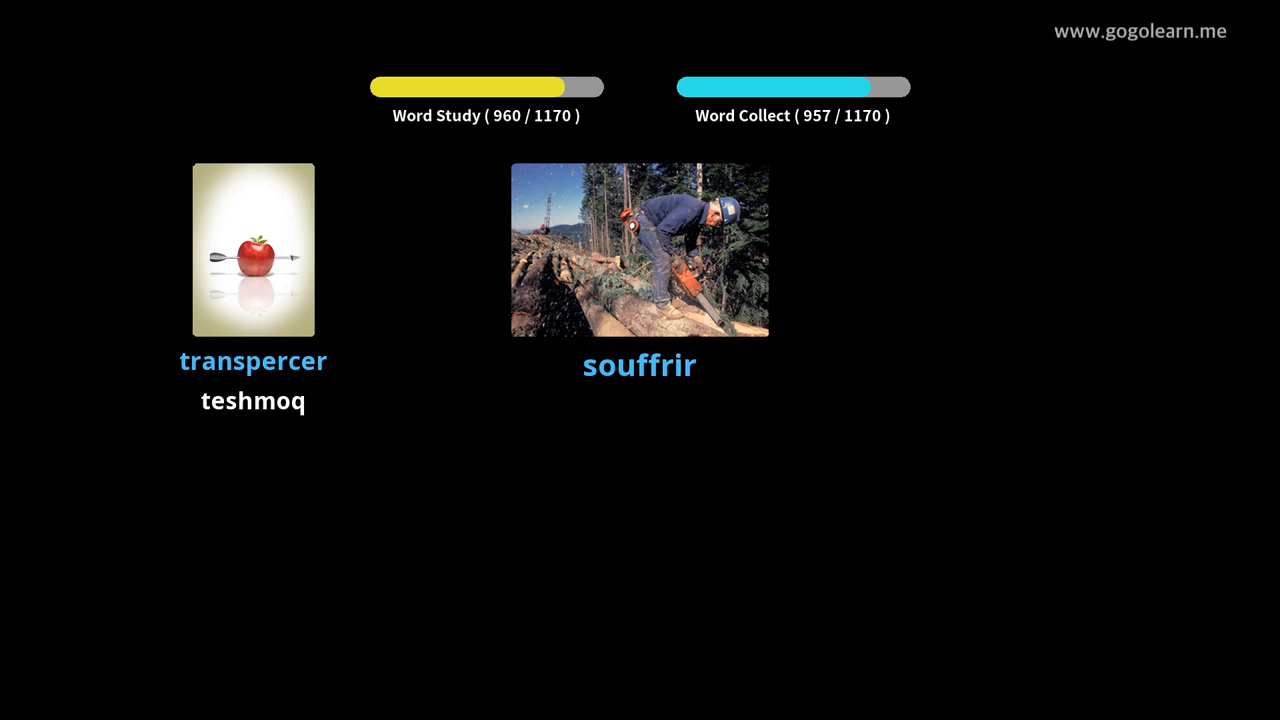 www.gogolearn.me
Word Study ( 960 / 1170 )
Word Collect ( 957 / 1170 )
transpercer
teshmoq
souffrir